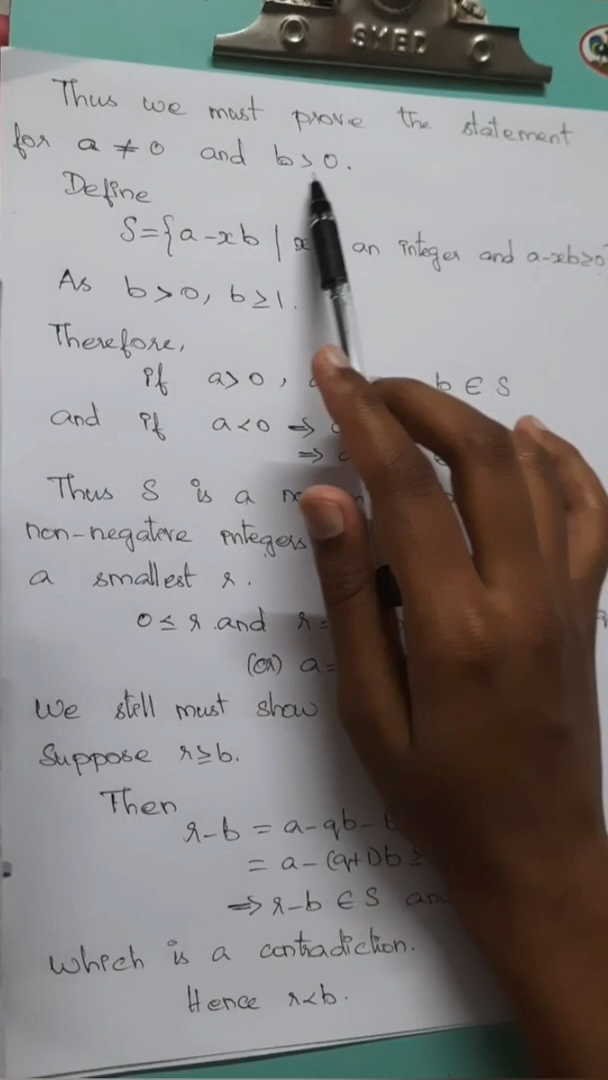 SMED
Thus we must prove the statement
for a ≠ 0 and b > 0.
Define
S = {a - xb | x an integer and a-xb≥0
As b > 0, b ≥ 1.
Therefore,
if a > 0, b ∈ S
and if a < 0 ⇒
⇒
Thus S is a
non-negative integers
a smallest r.
0 ≤ r and r =
(or) a =
We still must show
Suppose r ≥ b.
Then
r - b = a - qb -
= a - (q+1)b ≥
⇒ r - b ∈ S and
which is a contradiction.
Hence r < b.